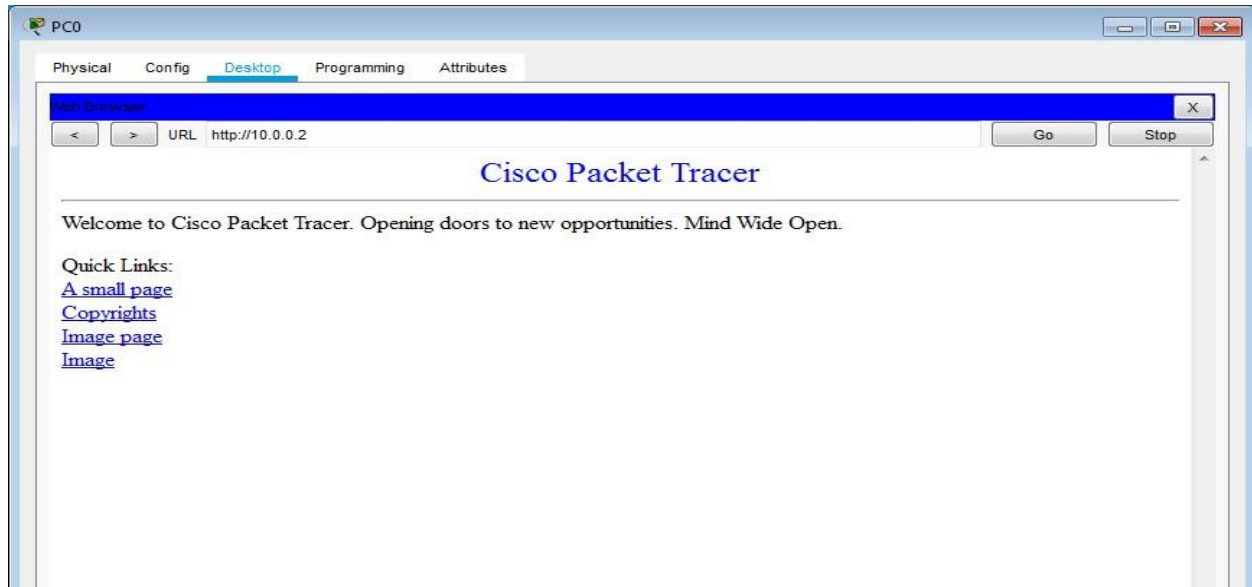 PC0
Physical Config Desktop Programming Attributes
Web Browser X
< > URL http://10.0.0.2 Go Stop
Cisco Packet Tracer
Welcome to Cisco Packet Tracer. Opening doors to new opportunities. Mind Wide Open.
Quick Links:
A small page
Copyrights
Image page
Image